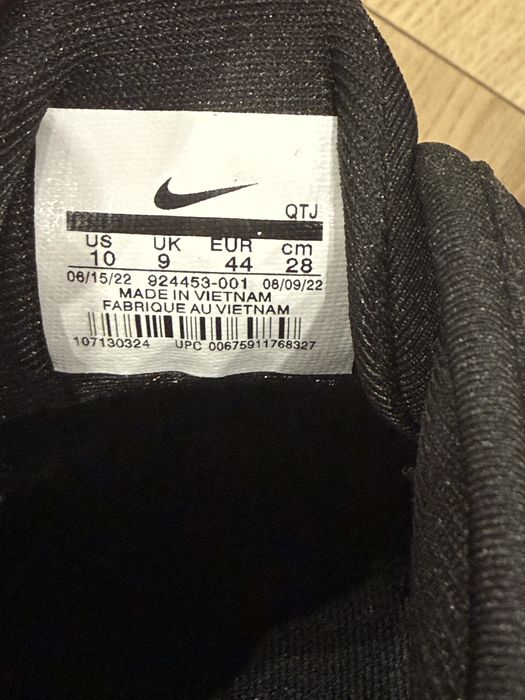 QTJ
US UK EUR cm
10 9 44 28
06/15/22 924453-001 08/09/22
MADE IN VIETNAM
FABRIQUE AU VIETNAM
107130324 UPC 00675911768327